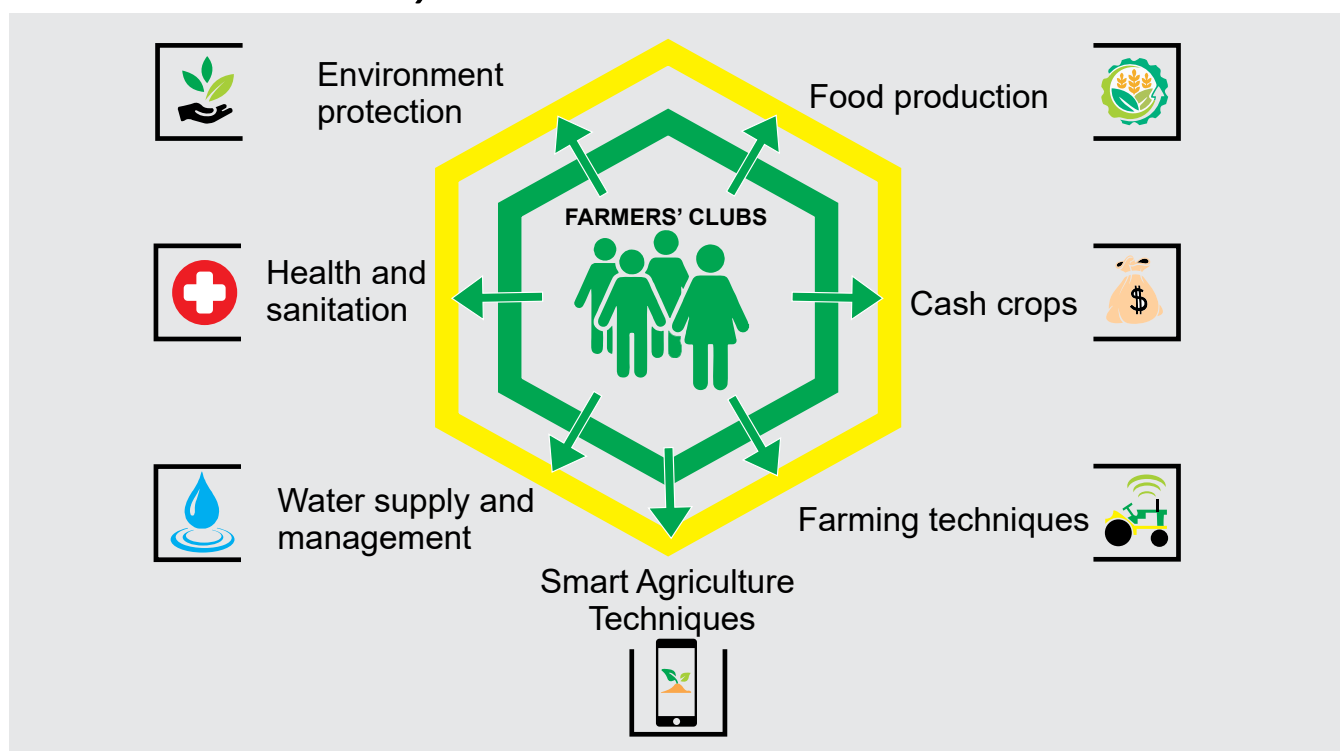 Environment
protection
Food production
FARMERS' CLUBS
Health and
sanitation
Cash crops
$
Water supply and
management
Farming techniques
Smart Agriculture
Techniques